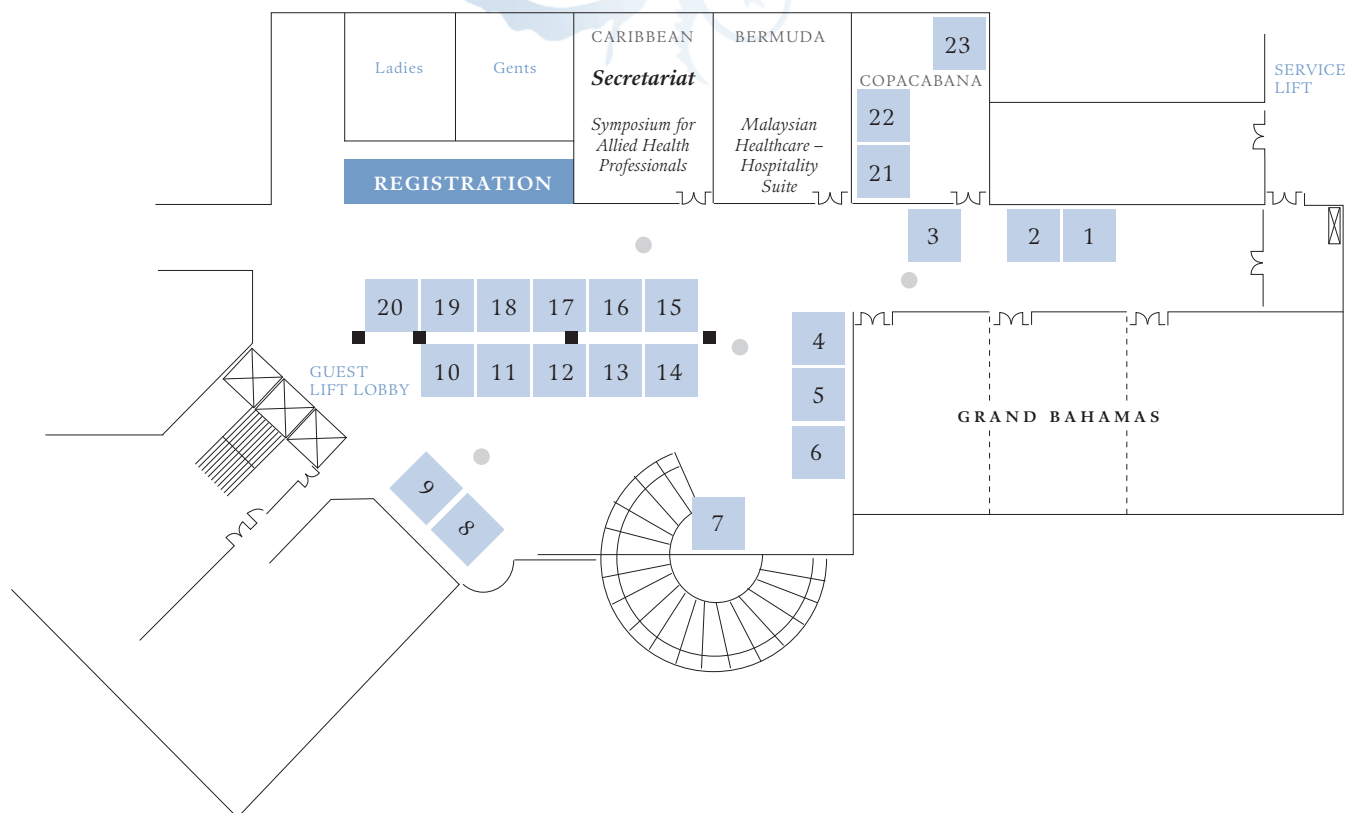 CARIBBEAN
BERMUDA
23
Ladies
Gents
Secretariat
COPACABANA
SERVICE
LIFT
Symposium for
Allied Health
Professionals
Malaysian
Healthcare –
Hospitality
Suite
22
21
REGISTRATION
3
2
1
20
19
18
17
16
15
4
GUEST
LIFT LOBBY
10
11
12
13
14
5
GRAND BAHAMAS
6
9
8
7